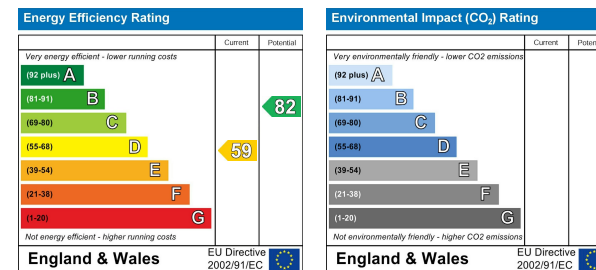 Energy Efficiency Rating
Current Potential
Very energy efficient - lower running costs
(92 plus) A
(81-91) B
(69-80) C
(55-68) D
(39-54) E
(21-38) F
(1-20) G
82
59
Not energy efficient - higher running costs
England & Wales
EU Directive
2002/91/EC
Environmental Impact (CO₂) Rating
Current Poten
Very environmentally friendly - lower CO2 emissions
(92 plus) A
(81-91) B
(69-80) C
(55-68) D
(39-54) E
(21-38) F
(1-20) G
Not environmentally friendly - higher CO2 emissions
England & Wales
EU Directive
2002/91/EC